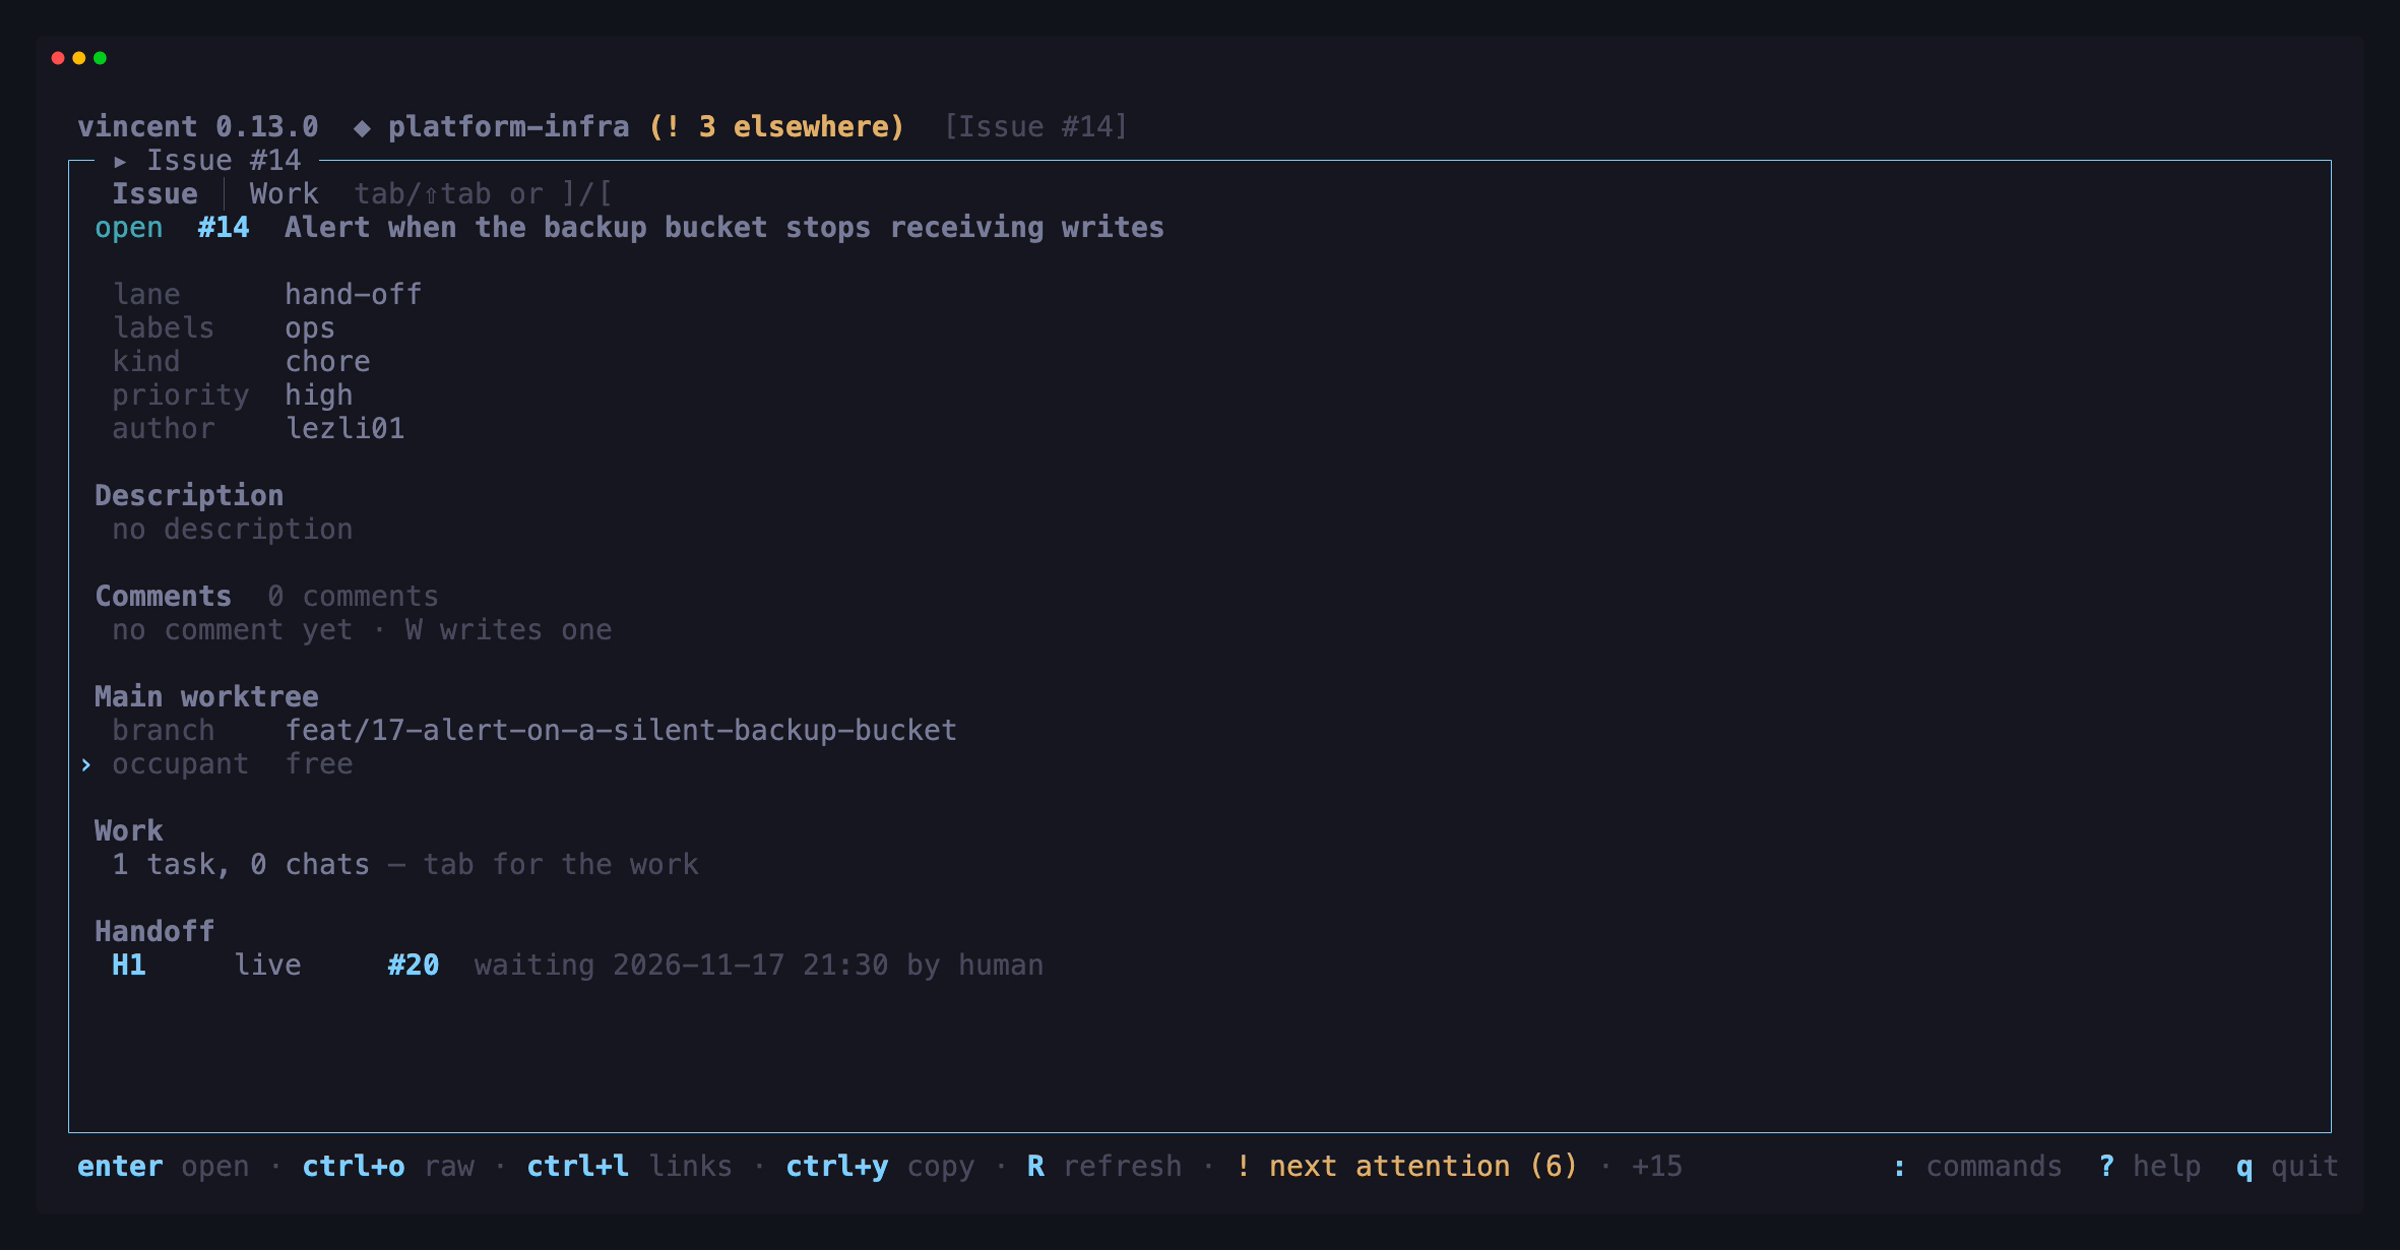 vincent 0.13.0 ◆ platform-infra (! 3 elsewhere) [Issue #14]
▸ Issue #14
Issue │ Work tab/⇧tab or ]/[
open #14 Alert when the backup bucket stops receiving writes
lane hand-off
labels ops
kind chore
priority high
author lezli01
Description
no description
Comments 0 comments
no comment yet · W writes one
Main worktree
branch feat/17-alert-on-a-silent-backup-bucket
› occupant free
Work
1 task, 0 chats — tab for the work
Handoff
H1 live #20 waiting 2026-11-17 21:30 by human
enter open · ctrl+o raw · ctrl+l links · ctrl+y copy · R refresh · ! next attention (6) · +15 : commands ? help q quit